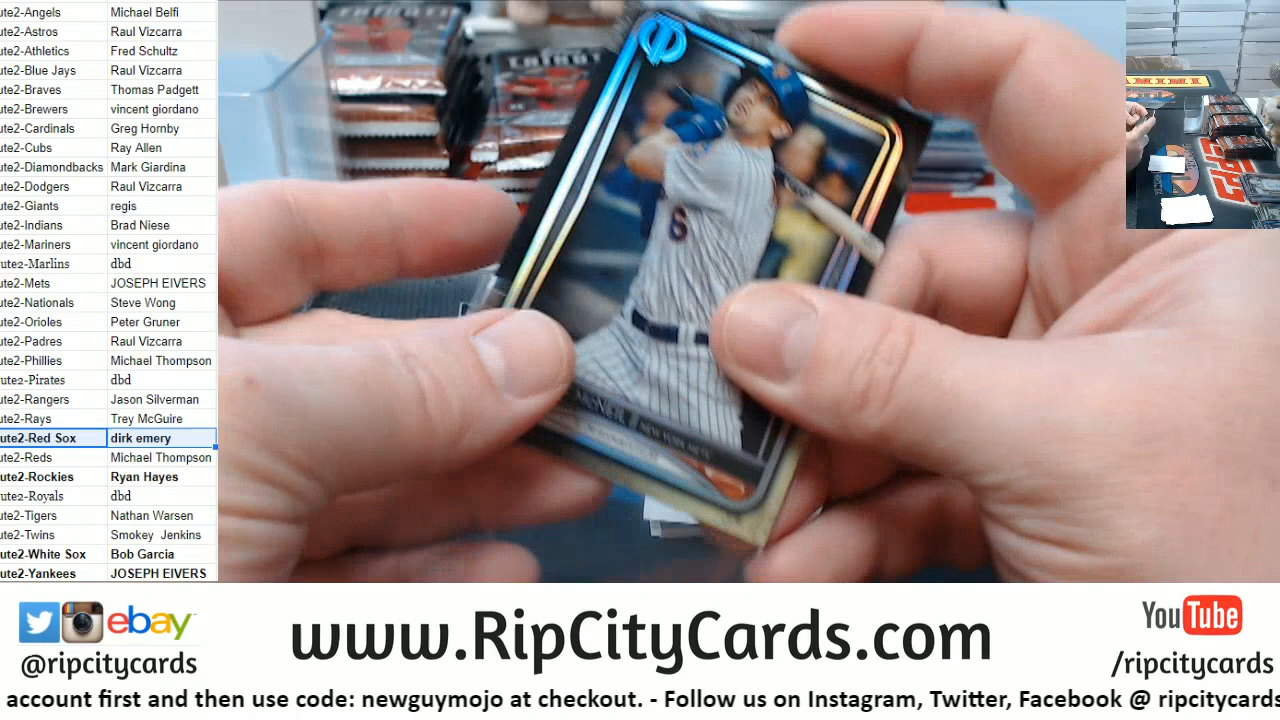 ute2-Angels Michael Belfi
ute2-Astros Raul Vizcarra
ute2-Athletics Fred Schultz
ute2-Blue Jays Raul Vizcarra
ute2-Braves Thomas Padgett
ute2-Brewers vincent giordano
ute2-Cardinals Greg Hornby
ute2-Cubs Ray Allen
ute2-Diamondbacks Mark Giardina
ute2-Dodgers Raul Vizcarra
ute2-Giants regis
ute2-Indians Brad Niese
ute2-Mariners vincent giordano
ute2-Marlins dbd
ute2-Mets JOSEPH EIVERS
ute2-Nationals Steve Wong
ute2-Orioles Peter Gruner
ute2-Padres Raul Vizcarra
ute2-Phillies Michael Thompson
ute2-Pirates dbd
ute2-Rangers Jason Silverman
ute2-Rays Trey McGuire
ute2-Red Sox dirk emery
ute2-Reds Michael Thompson
ute2-Rockies Ryan Hayes
ute2-Royals dbd
ute2-Tigers Nathan Warsen
ute2-Twins Smokey Jenkins
ute2-White Sox Bob Garcia
ute2-Yankees JOSEPH EIVERS
6
NEW YORK METS
ebay
@ripcitycards
www.RipCityCards.com
YouTube
/ripcitycards
account first and then use code: newguymojo at checkout. - Follow us on Instagram, Twitter, Facebook @ ripcitycards